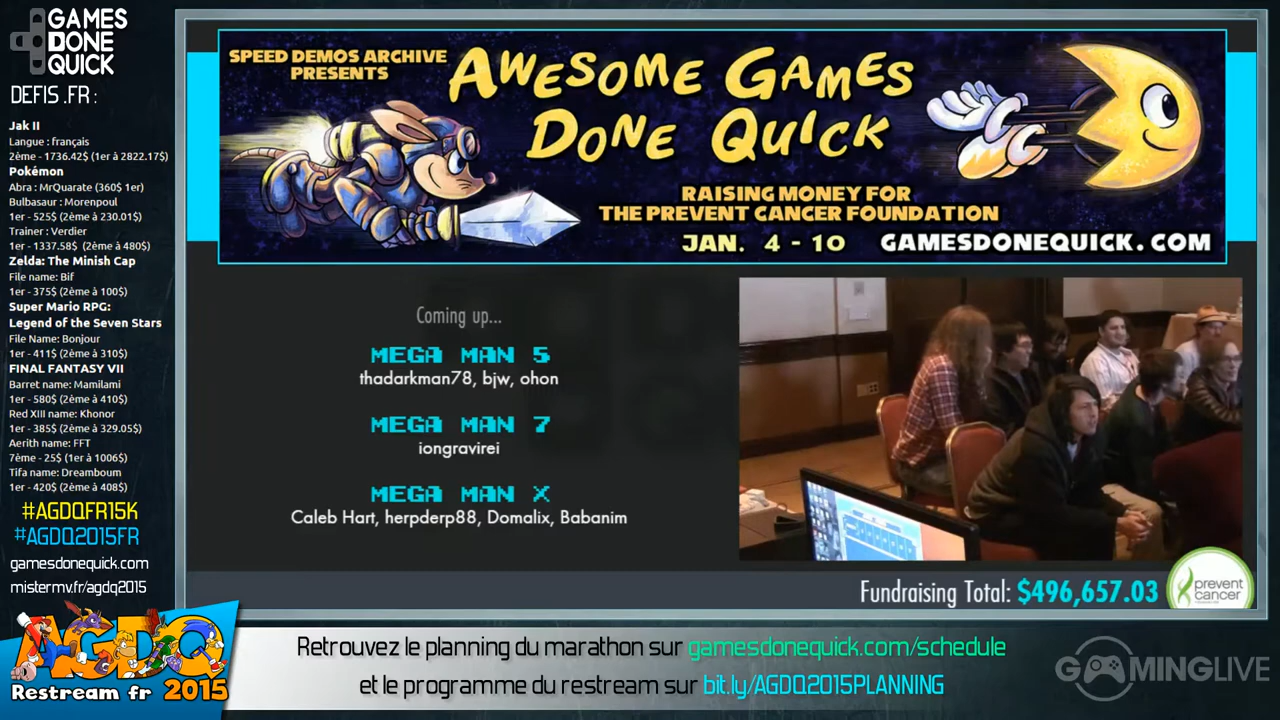 GAMES
DONE
QUICK
DEFIS .FR :
Jak II
Langue : français
2ème - 1736.42$ (1er à 2822.17$)
Pokémon
Abra : MrQuarate (360$ 1er)
Bulbasaur : Morenpoul
1er - 525$ (2ème à 230.01$)
Trainer : Verdier
1er - 1337.58$ (2ème à 480$)
Zelda: The Minish Cap
File name: Bif
1er - 375$ (2ème à 100$)
Super Mario RPG:
Legend of the Seven Stars
File Name: Bonjour
1er - 411$ (2ème à 310$)
FINAL FANTASY VII
Barret name: Mamilami
1er - 580$ (2ème à 410$)
Red XIII name: Khonor
1er - 385$ (2ème à 329.05$)
Aerith name: FFT
7ème - 25$ (1er à 1006$)
Tifa name: Dreamboum
1er - 420$ (2ème à 408$)
#AGDQFR15K
#AGDQ2015FR
gamesdonequick.com
mistermv.fr/agdq2015
AGDQ
Restream fr 2015
SPEED DEMOS ARCHIVE
PRESENTS
AWESOME GAMES
DONE QUICK
RAISING MONEY FOR
THE PREVENT CANCER FOUNDATION
JAN. 4 - 10 GAMESDONEQUICK.COM
Coming up...
MEGA MAN 5
thadarkman78, bjw, ohon
MEGA MAN 7
iongravirei
MEGA MAN X
Caleb Hart, herpderp88, Domalix, Babanim
Fundraising Total: $496,657.03
prevent
cancer
Retrouvez le planning du marathon sur gamesdonequick.com/schedule
et le programme du restream sur bit.ly/AGDQ2015PLANNING
GAMINGLIVE